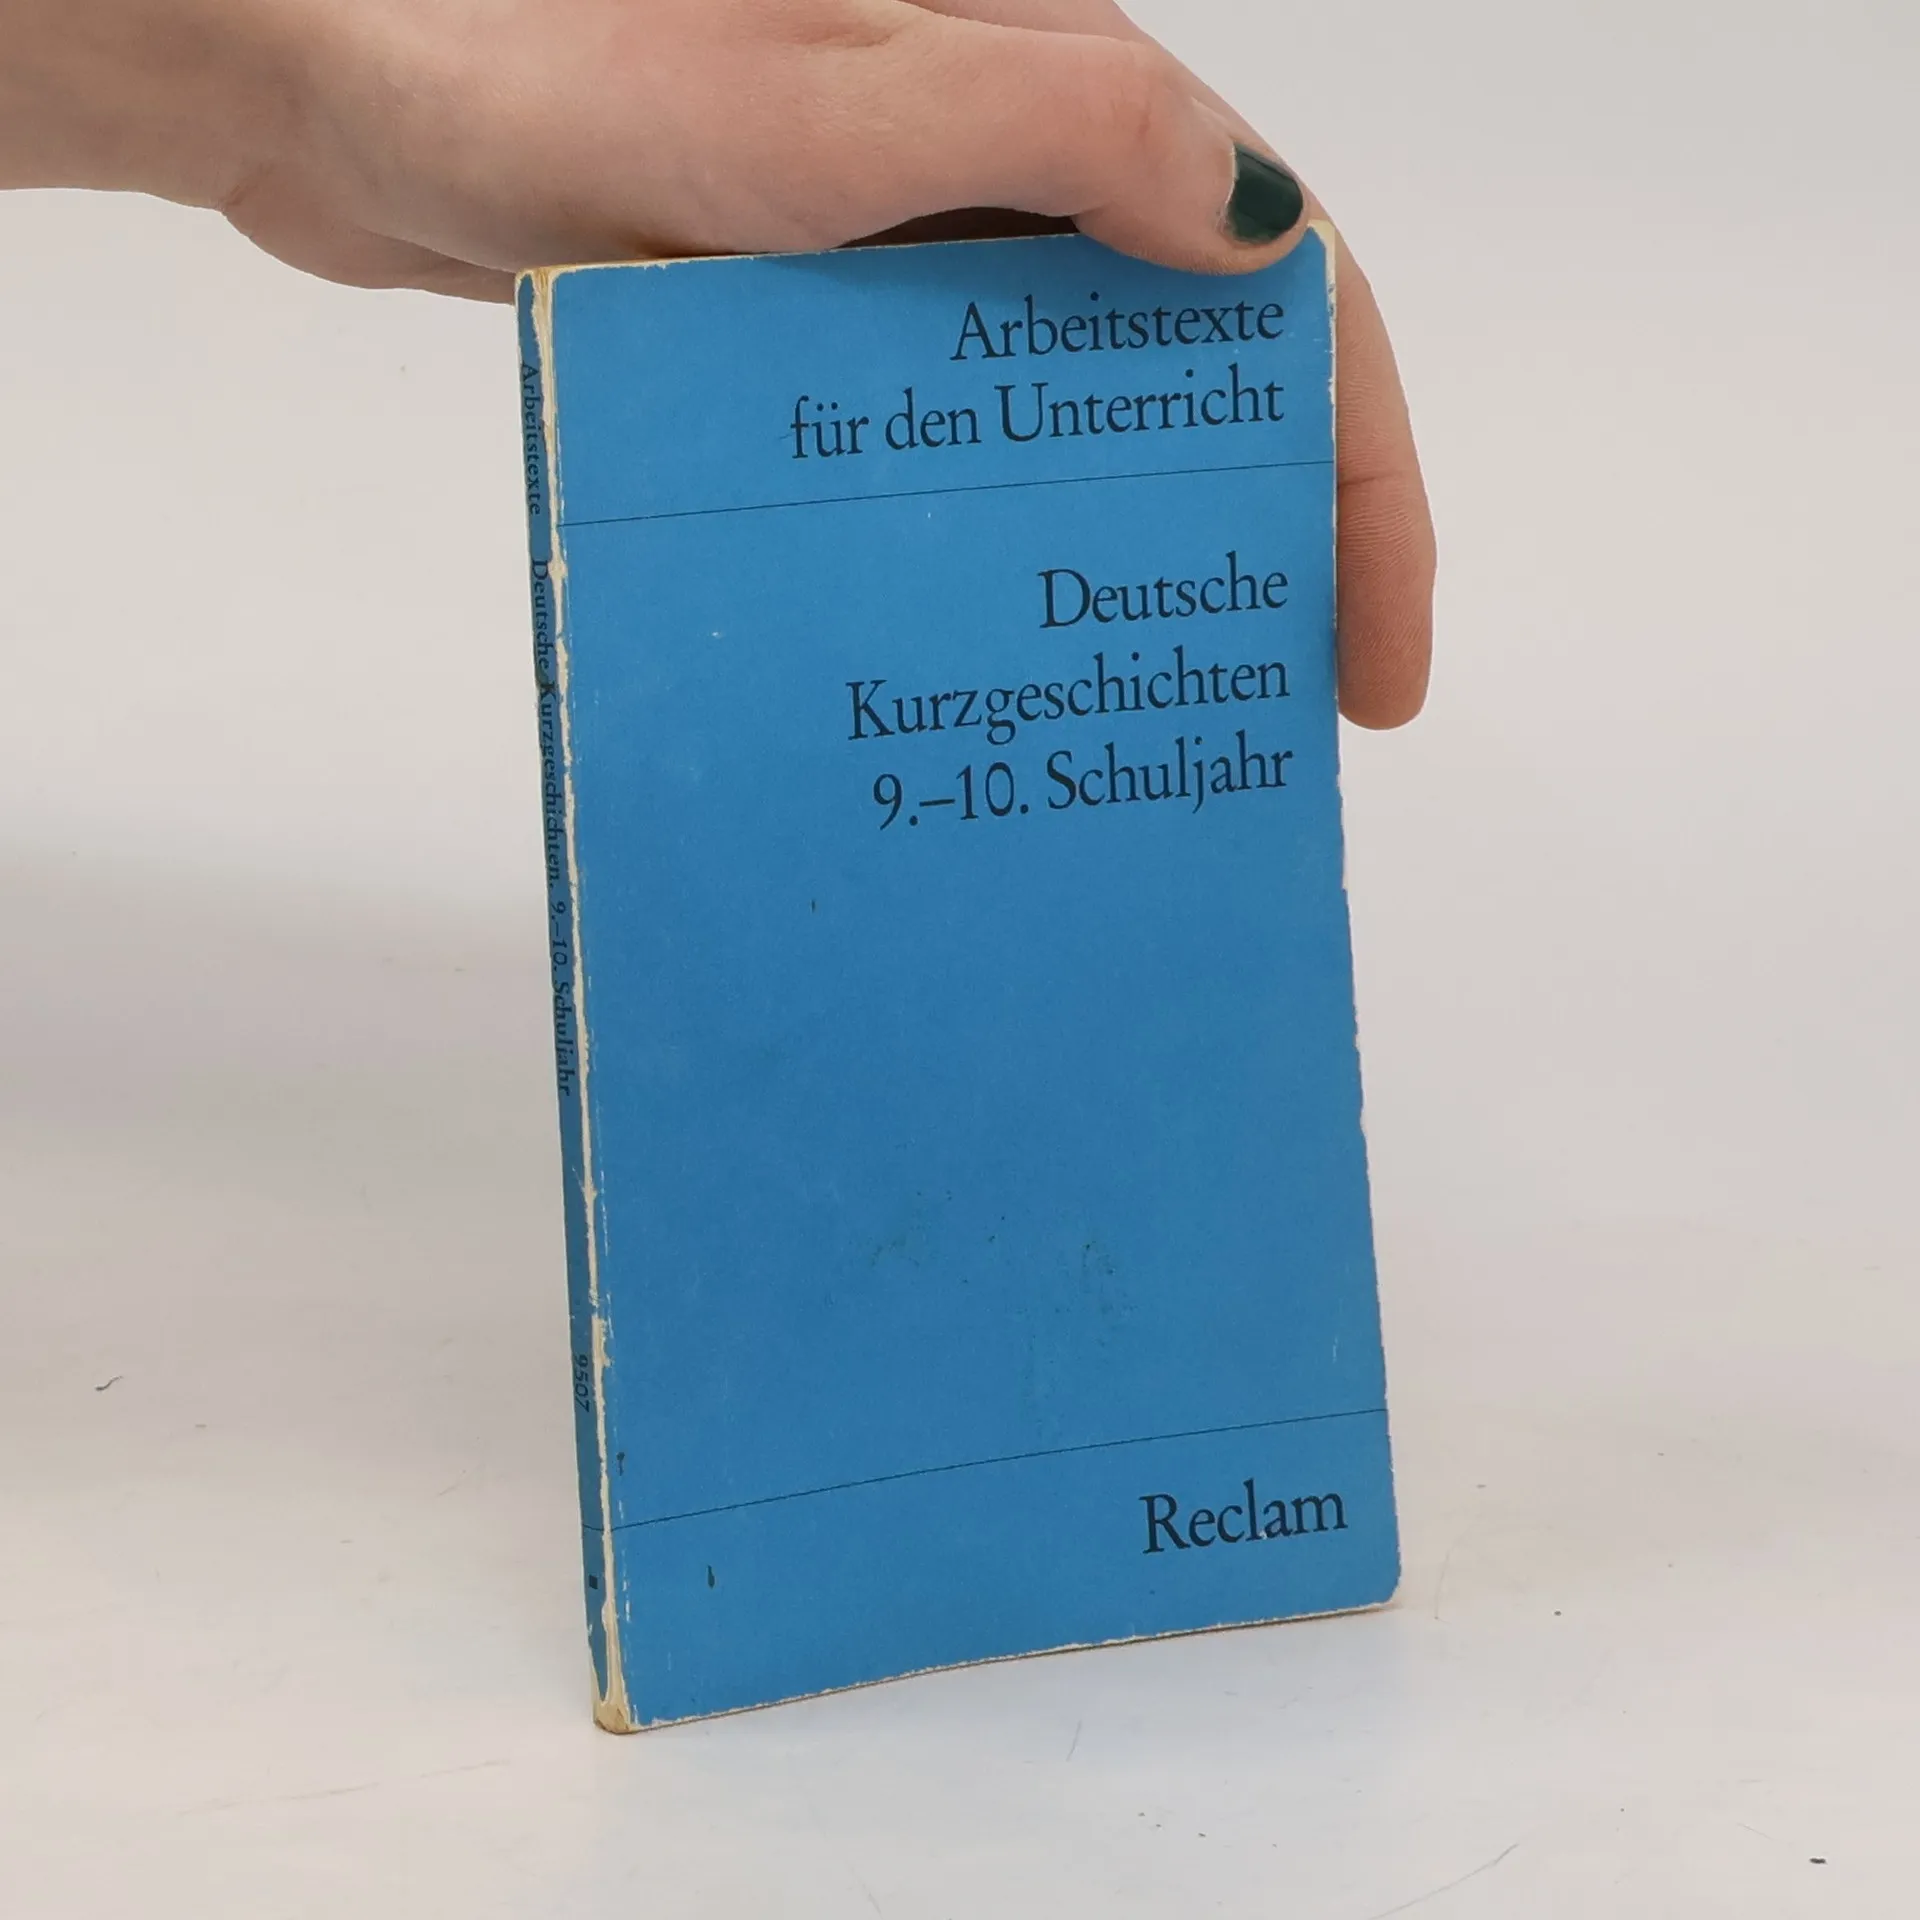 Arbeitstexte
für den Unterricht
Deutsche
Kurzgeschichten
9.–10. Schuljahr
Reclam
Arbeitstexte Deutsche Kurzgeschichten. 9.–10. Schuljahr 9507